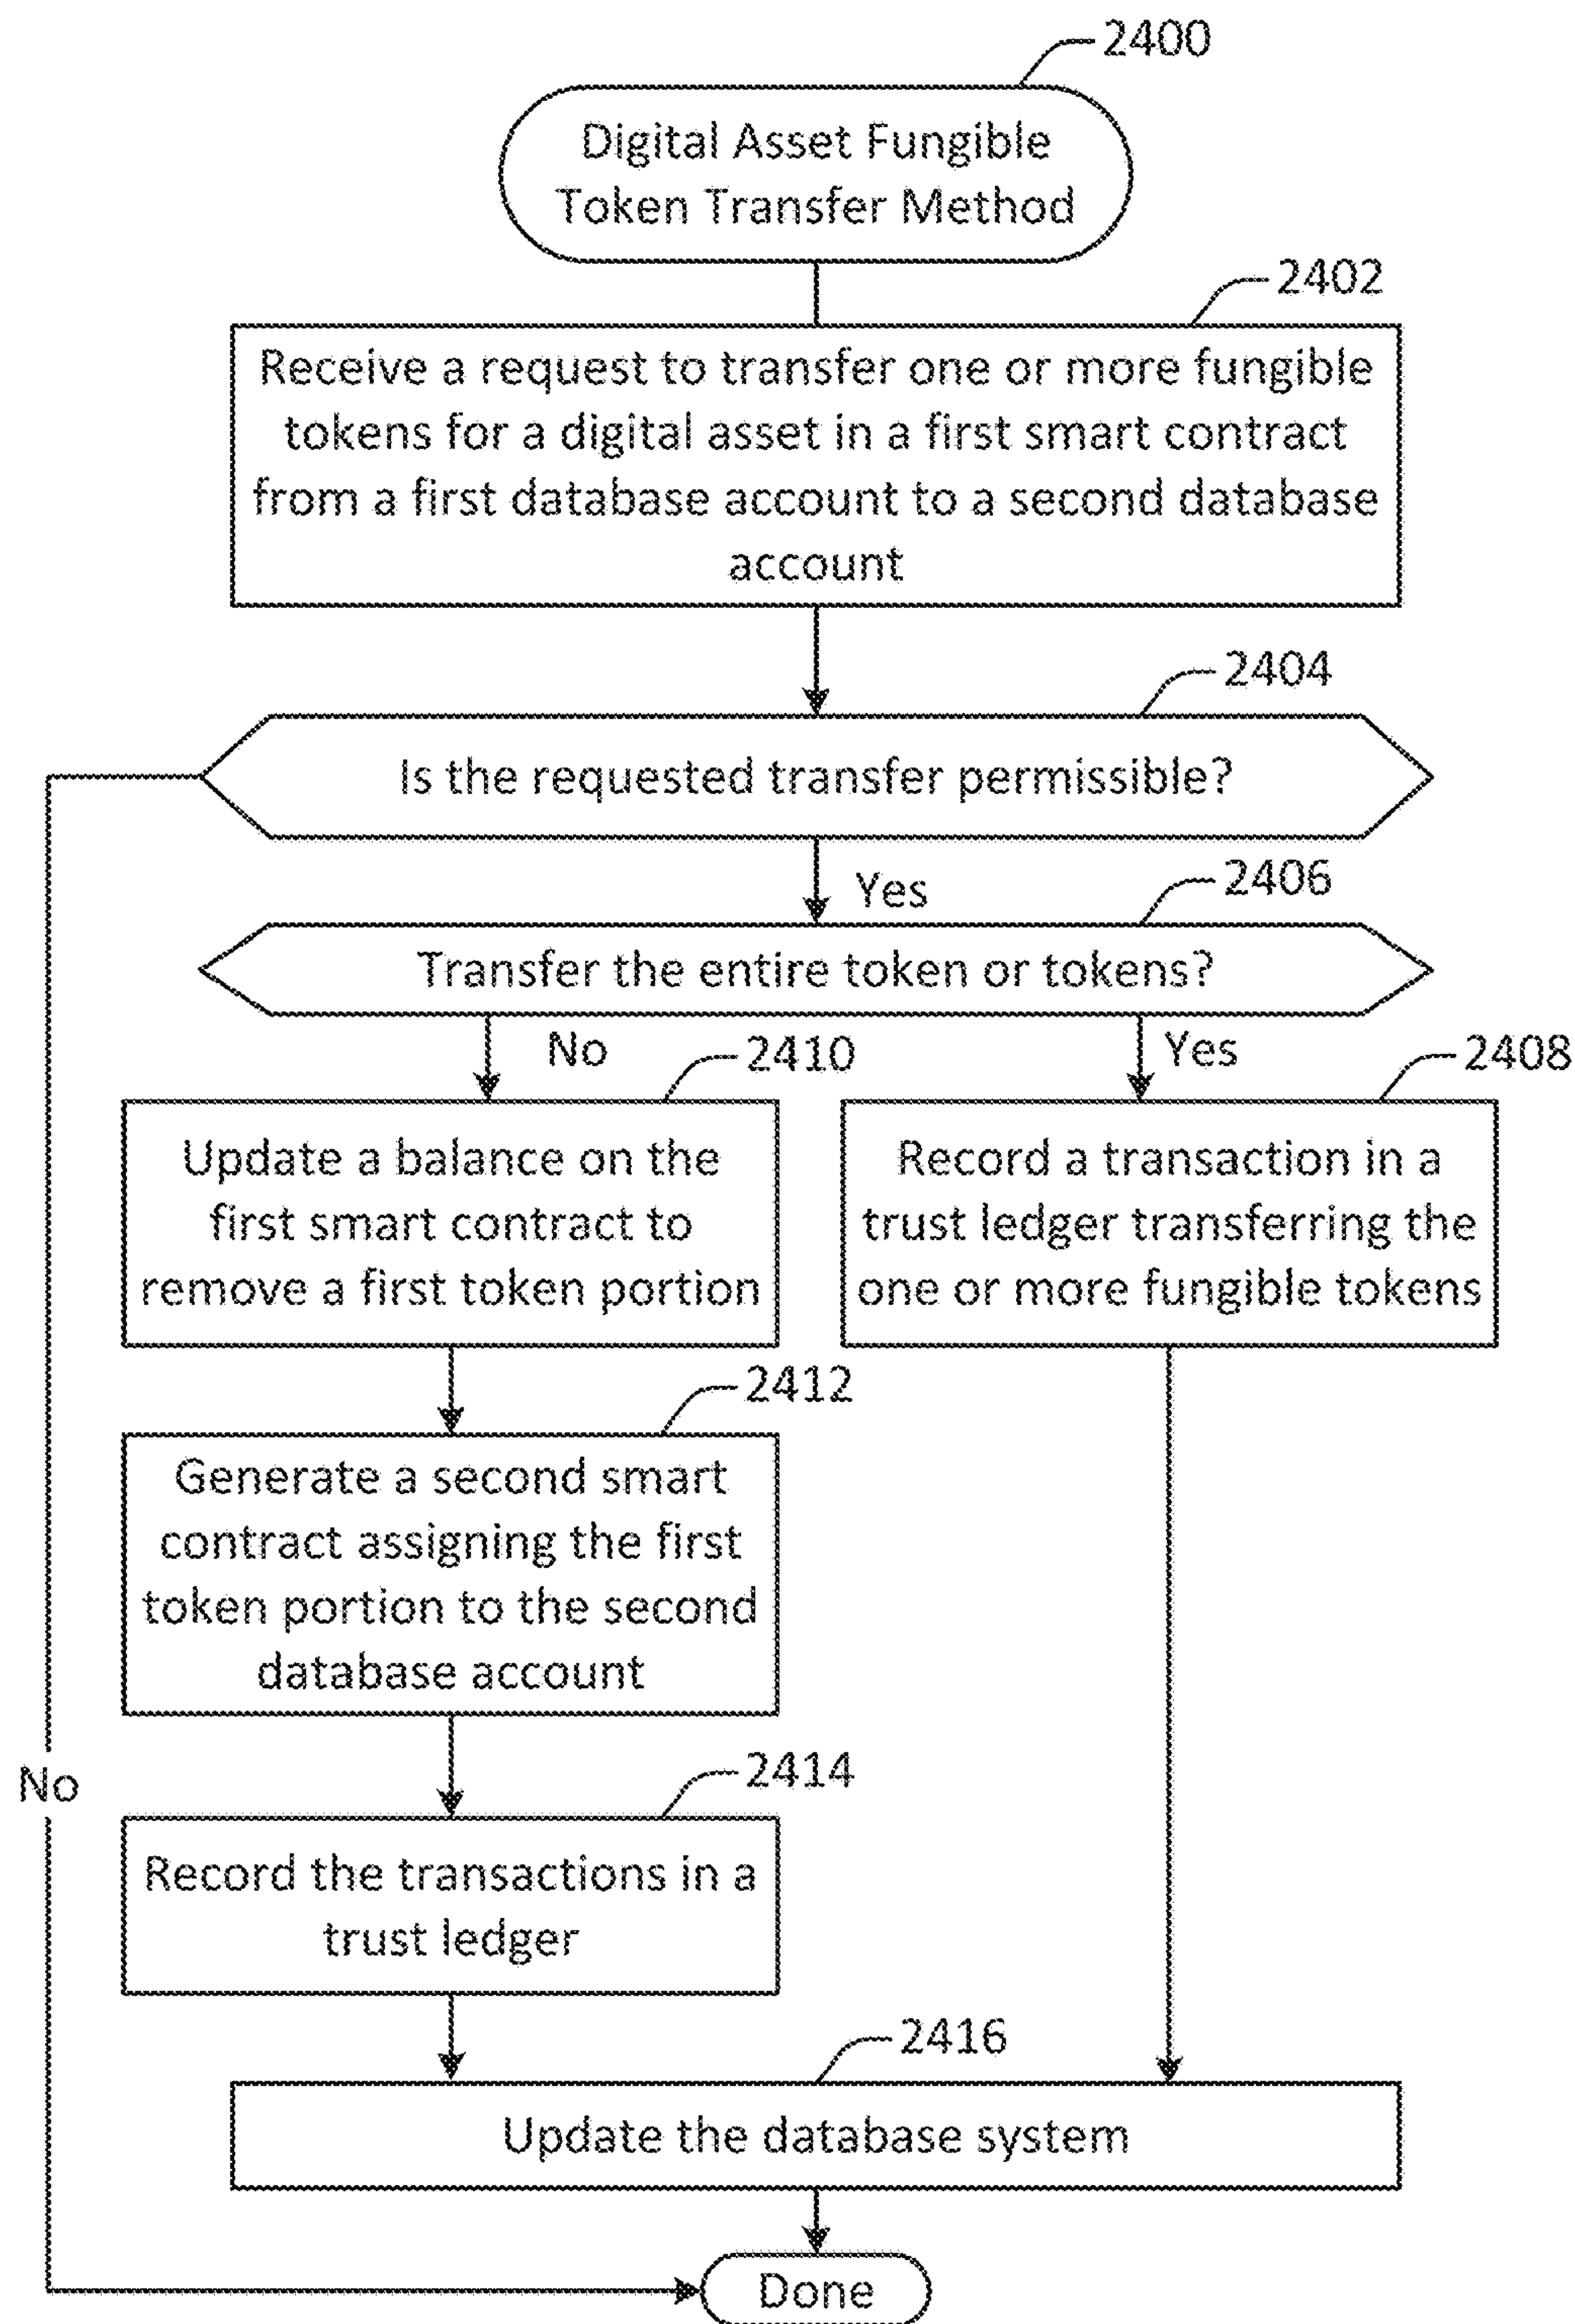 2400
Digital Asset Fungible
Token Transfer Method
2402
Receive a request to transfer one or more fungible
tokens for a digital asset in a first smart contract
from a first database account to a second database
account
2404
Is the requested transfer permissible?
Yes
2406
Transfer the entire token or tokens?
No
2410
Yes
2408
Update a balance on the
first smart contract to
remove a first token portion
Record a transaction in a
trust ledger transferring the
one or more fungible tokens
2412
Generate a second smart
contract assigning the first
token portion to the second
database account
No
2414
Record the transactions in a
trust ledger
2416
Update the database system
Done